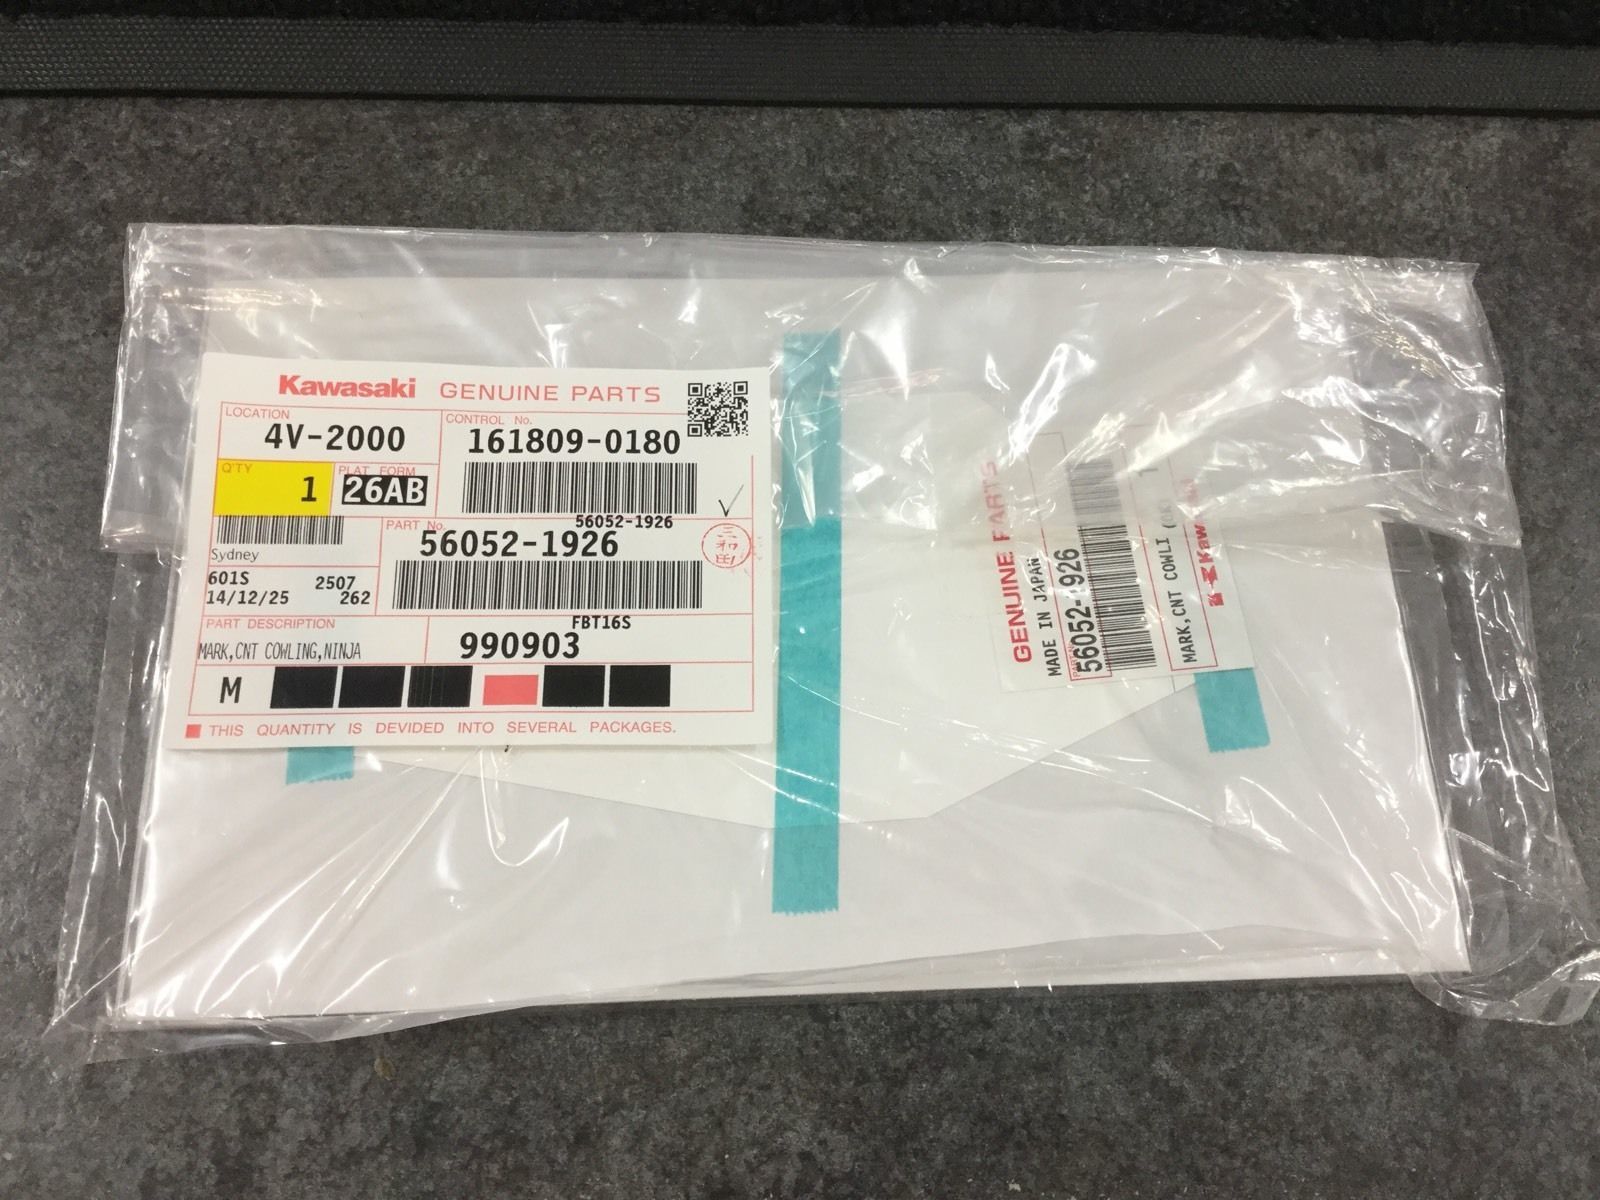 Kawasaki GENUINE PARTS
LOCATION
4V-2000
CONTROL No.
161809-0180
Q'TY
1
PLAT FORM
26AB
56052-1926
PART No.
56052-1926
Sydney
601S 2507
14/12/25 262
PART DESCRIPTION
MARK,CNT COWLING,NINJA
FBT16S
990903
M
THIS QUANTITY IS DEVIDED INTO SEVERAL PACKAGES.
GENUINE PARTS
MADE IN JAPAN
56052-1926
1
MARK,CNT COWLI